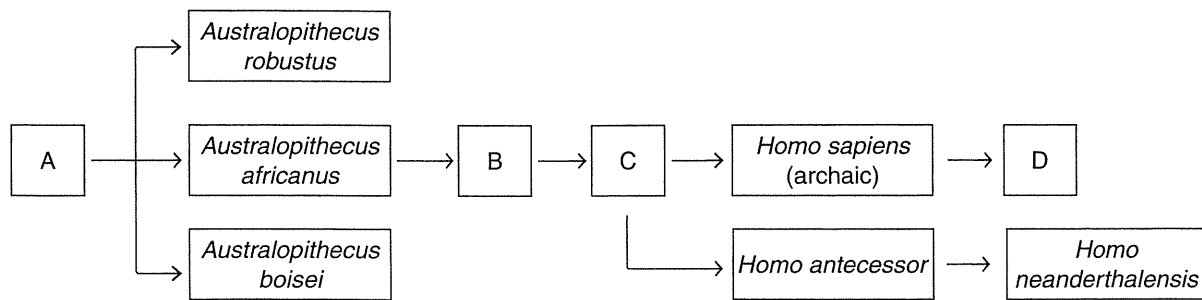 Australopithecus
robustus
A
Australopithecus
africanus
B
C
Homo sapiens
(archaic)
D
Australopithecus
boisei
Homo antecessor
Homo
neanderthalensis